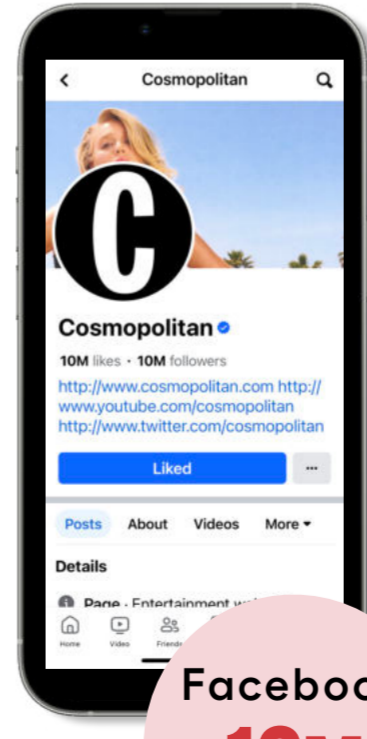 Cosmopolitan
C
Cosmopolitan
10M likes · 10M followers
http://www.cosmopolitan.com http://
www.youtube.com/cosmopolitan
http://www.twitter.com/cosmopolitan
Liked
...
Posts About Videos More
Details
Page · Entertainment
Home Video Friends
Faceboo